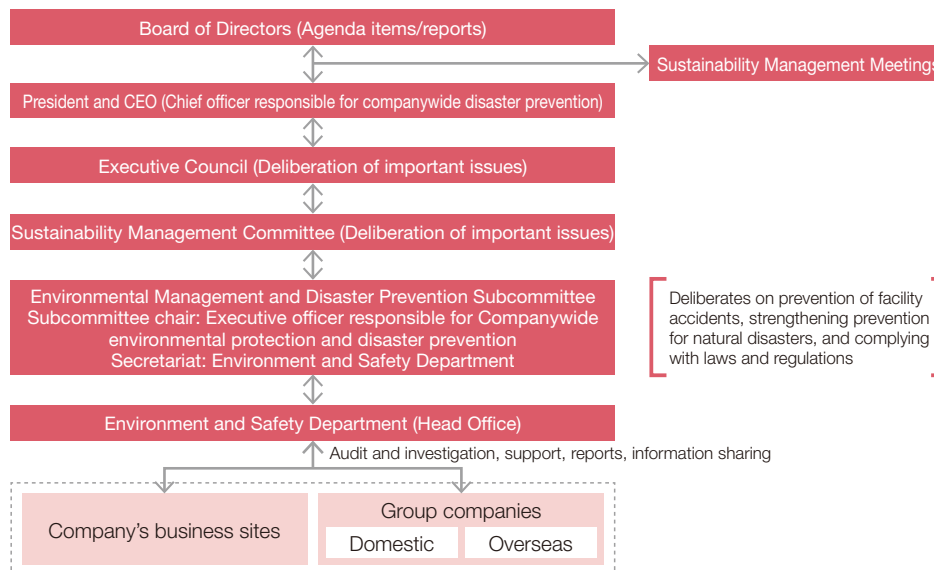 Board of Directors (Agenda items/reports)
Sustainability Management Meetings
President and CEO (Chief officer responsible for companywide disaster prevention)
Executive Council (Deliberation of important issues)
Sustainability Management Committee (Deliberation of important issues)
Environmental Management and Disaster Prevention Subcommittee
Subcommittee chair: Executive officer responsible for Companywide
environmental protection and disaster prevention
Secretariat: Environment and Safety Department
Deliberates on prevention of facility
accidents, strengthening prevention
for natural disasters, and complying
with laws and regulations
Environment and Safety Department (Head Office)
Audit and investigation, support, reports, information sharing
Company’s business sites
Group companies
Domestic
Overseas